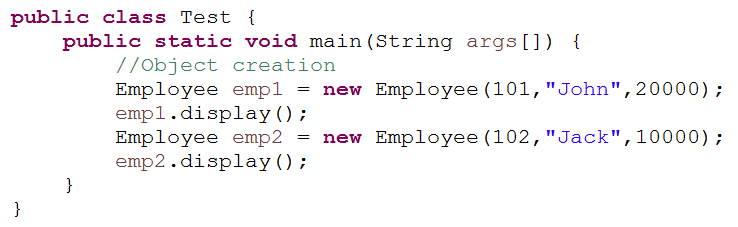 public class Test {
    public static void main(String args[]) {
        //Object creation
        Employee emp1 = new Employee(101,"John",20000);
        emp1.display();
        Employee emp2 = new Employee(102,"Jack",10000);
        emp2.display();
    }
}